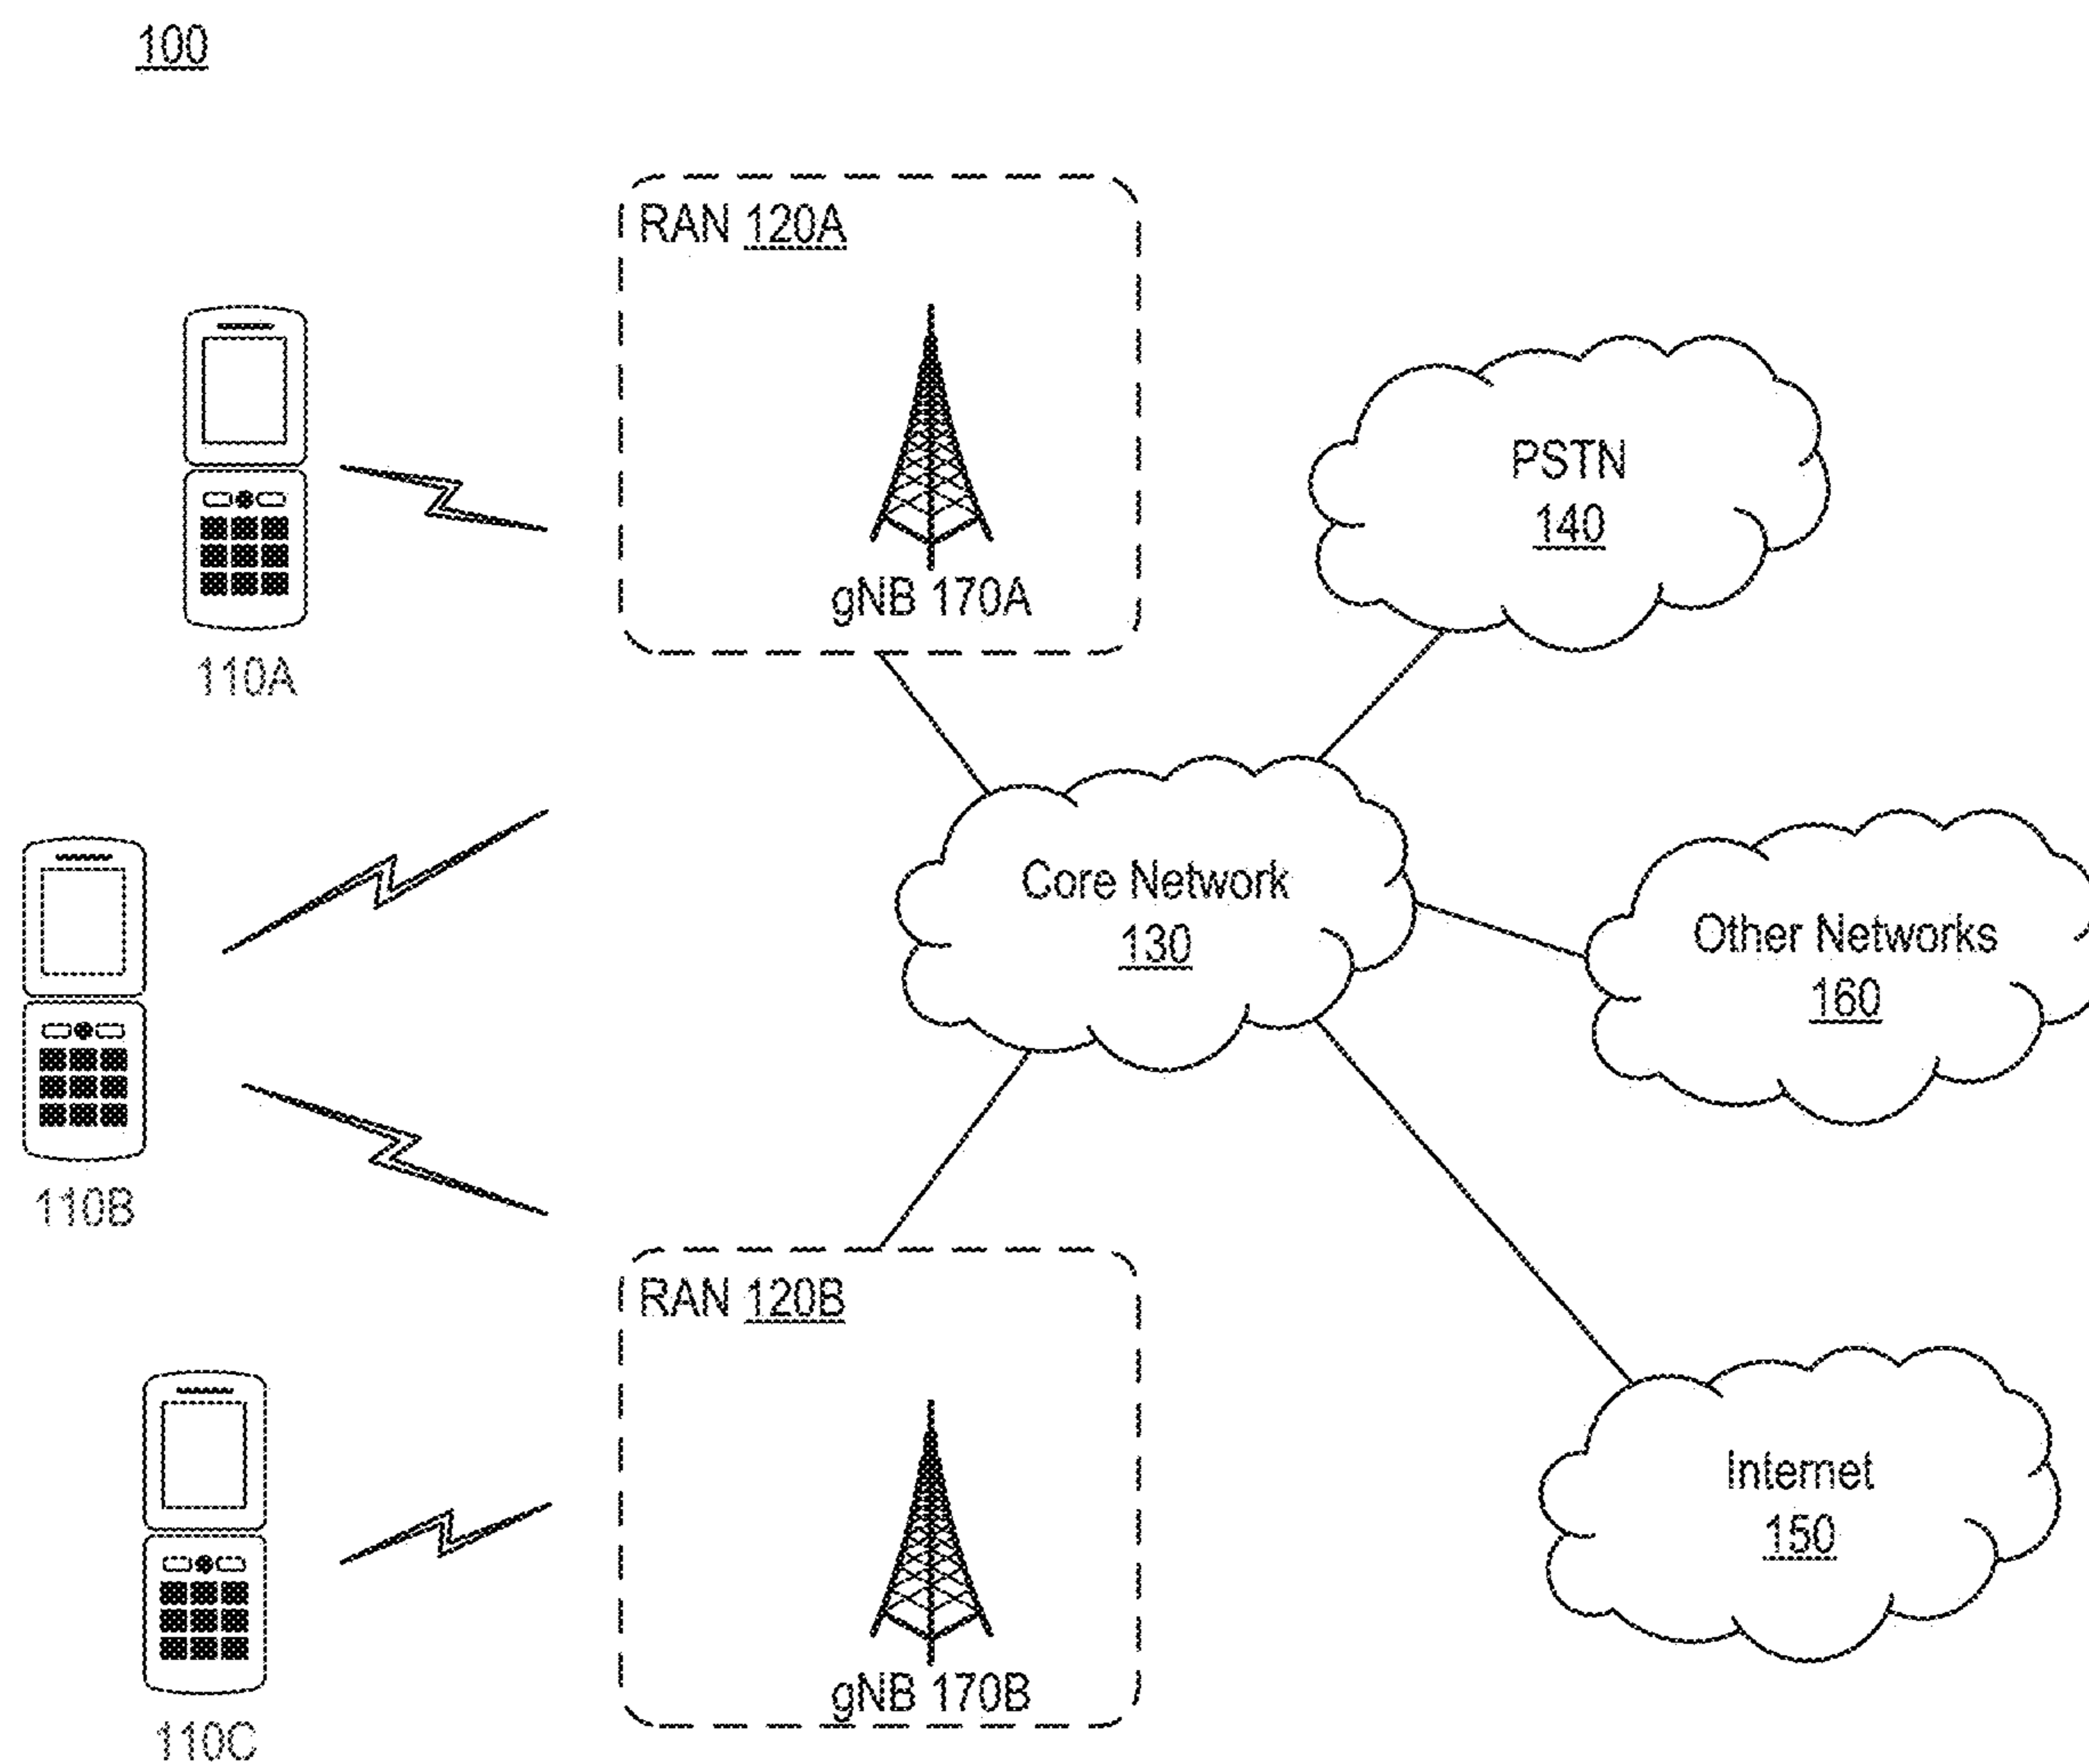 100
RAN 120A
gNB 170A
110A
PSTN
140
Core Network
130
Other Networks
160
110B
RAN 120B
gNB 170B
Internet
150
110C